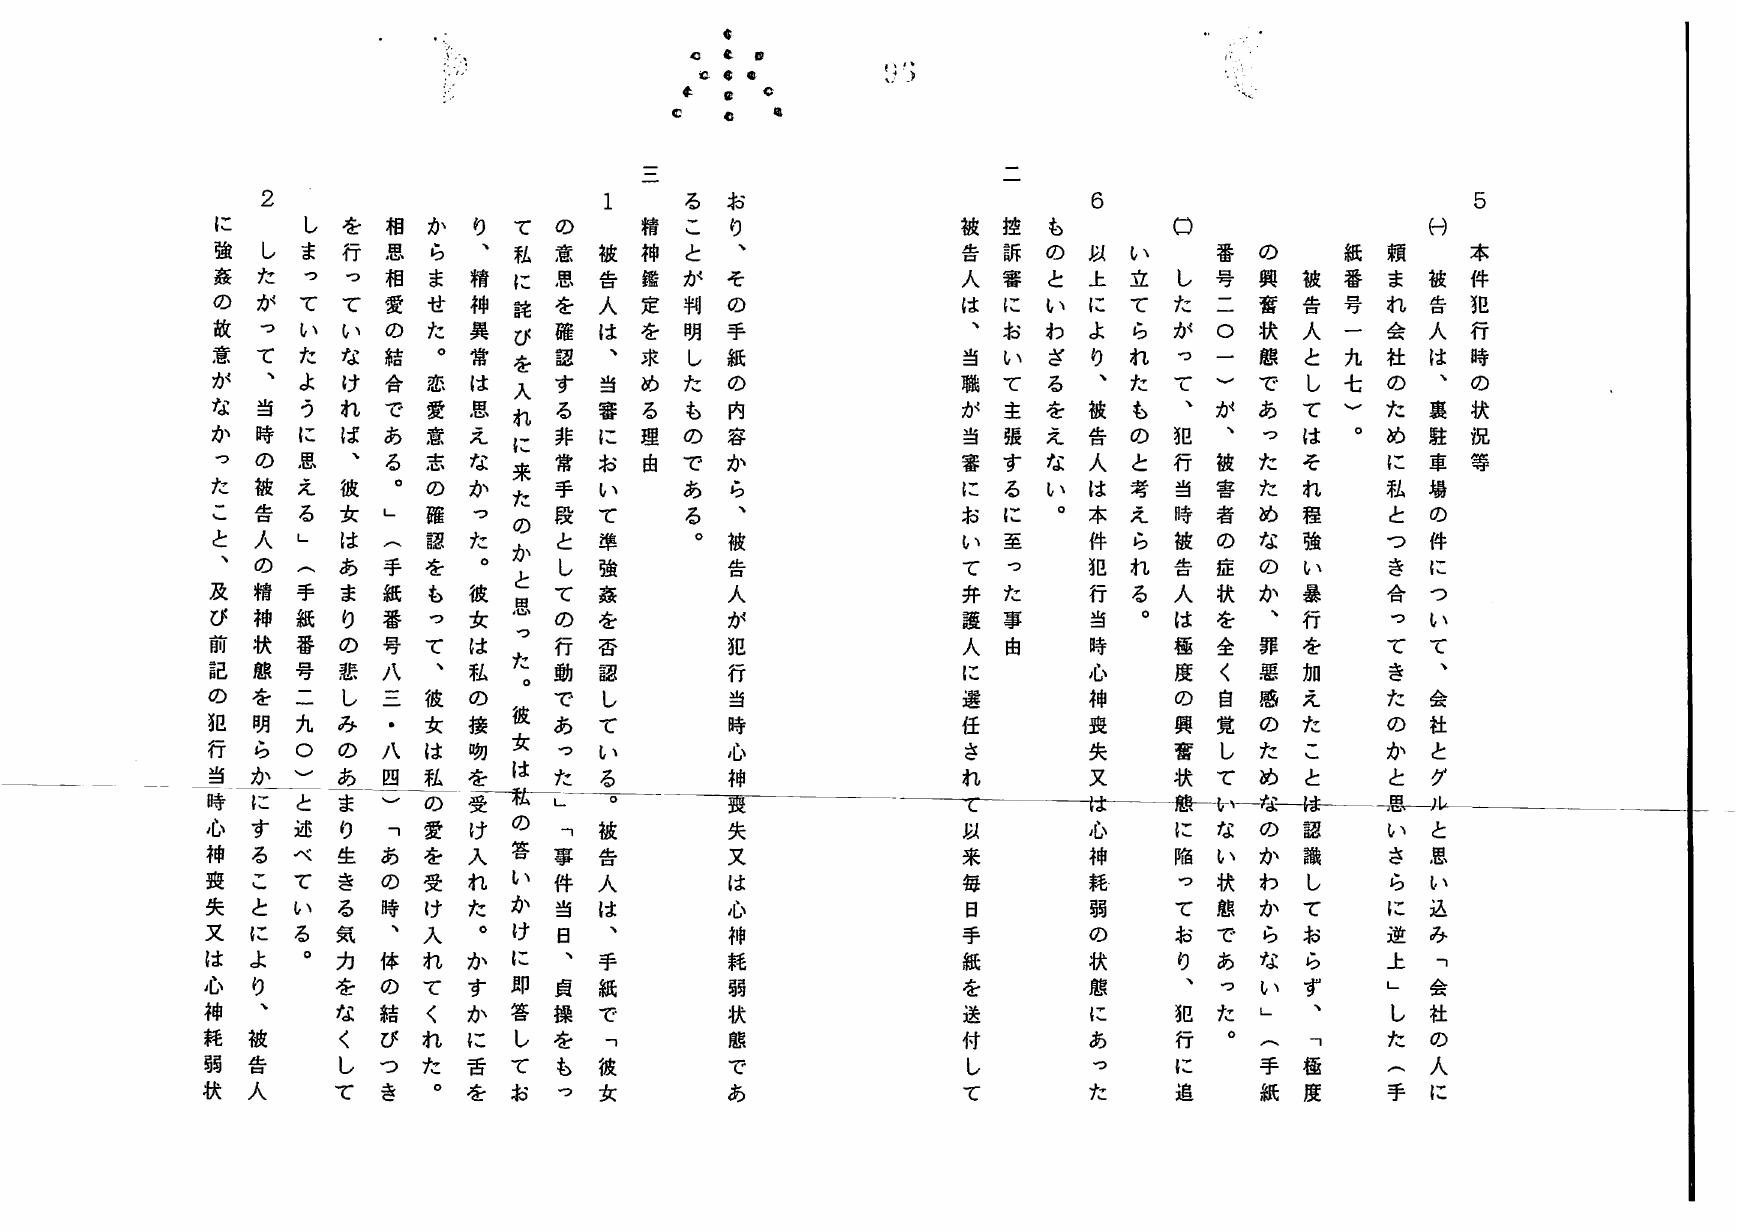 96
5　本件犯行時の状況等
㈠　被告人は、裏駐車場の件について、会社とグルと思い込み「会社の人に
頼まれ会社のために私とつき合ってきたのかと思いさらに逆上」した（手
紙番号一九七）。
被告人としてはそれ程強い暴行を加えたことは認識しておらず、「極度
の興奮状態であったためなのか、罪悪感のためなのかわからない」（手紙
番号二〇一）が、被害者の症状を全く自覚していない状態であった。
㈡　したがって、犯行当時被告人は極度の興奮状態に陥っており、犯行に追
い立てられたものと考えられる。
6　以上により、被告人は本件犯行当時心神喪失又は心神耗弱の状態にあった
ものといわざるをえない。
二　控訴審において主張するに至った事由
被告人は、当職が当審において弁護人に選任されて以来毎日手紙を送付して
おり、その手紙の内容から、被告人が犯行当時心神喪失又は心神耗弱状態であ
ることが判明したものである。
三　精神鑑定を求める理由
1　被告人は、当審において準強姦を否認している。被告人は、手紙で「彼女
の意思を確認する非常手段としての行動であった」「事件当日、貞操をもっ
て私に詫びを入れに来たのかと思った。彼女は私の答いかけに即答してお
り、精神異常は思えなかった。彼女は私の接吻を受け入れた。かすかに舌を
からませた。恋愛意志の確認をもって、彼女は私の愛を受け入れてくれた。
相思相愛の結合である。」（手紙番号八三・八四）「あの時、体の結びつき
を行っていなければ、彼女はあまりの悲しみのあまり生きる気力をなくして
しまっていたように思える」（手紙番号二九〇）と述べている。
2　したがって、当時の被告人の精神状態を明らかにすることにより、被告人
に強姦の故意がなかったこと、及び前記の犯行当時心神喪失又は心神耗弱状